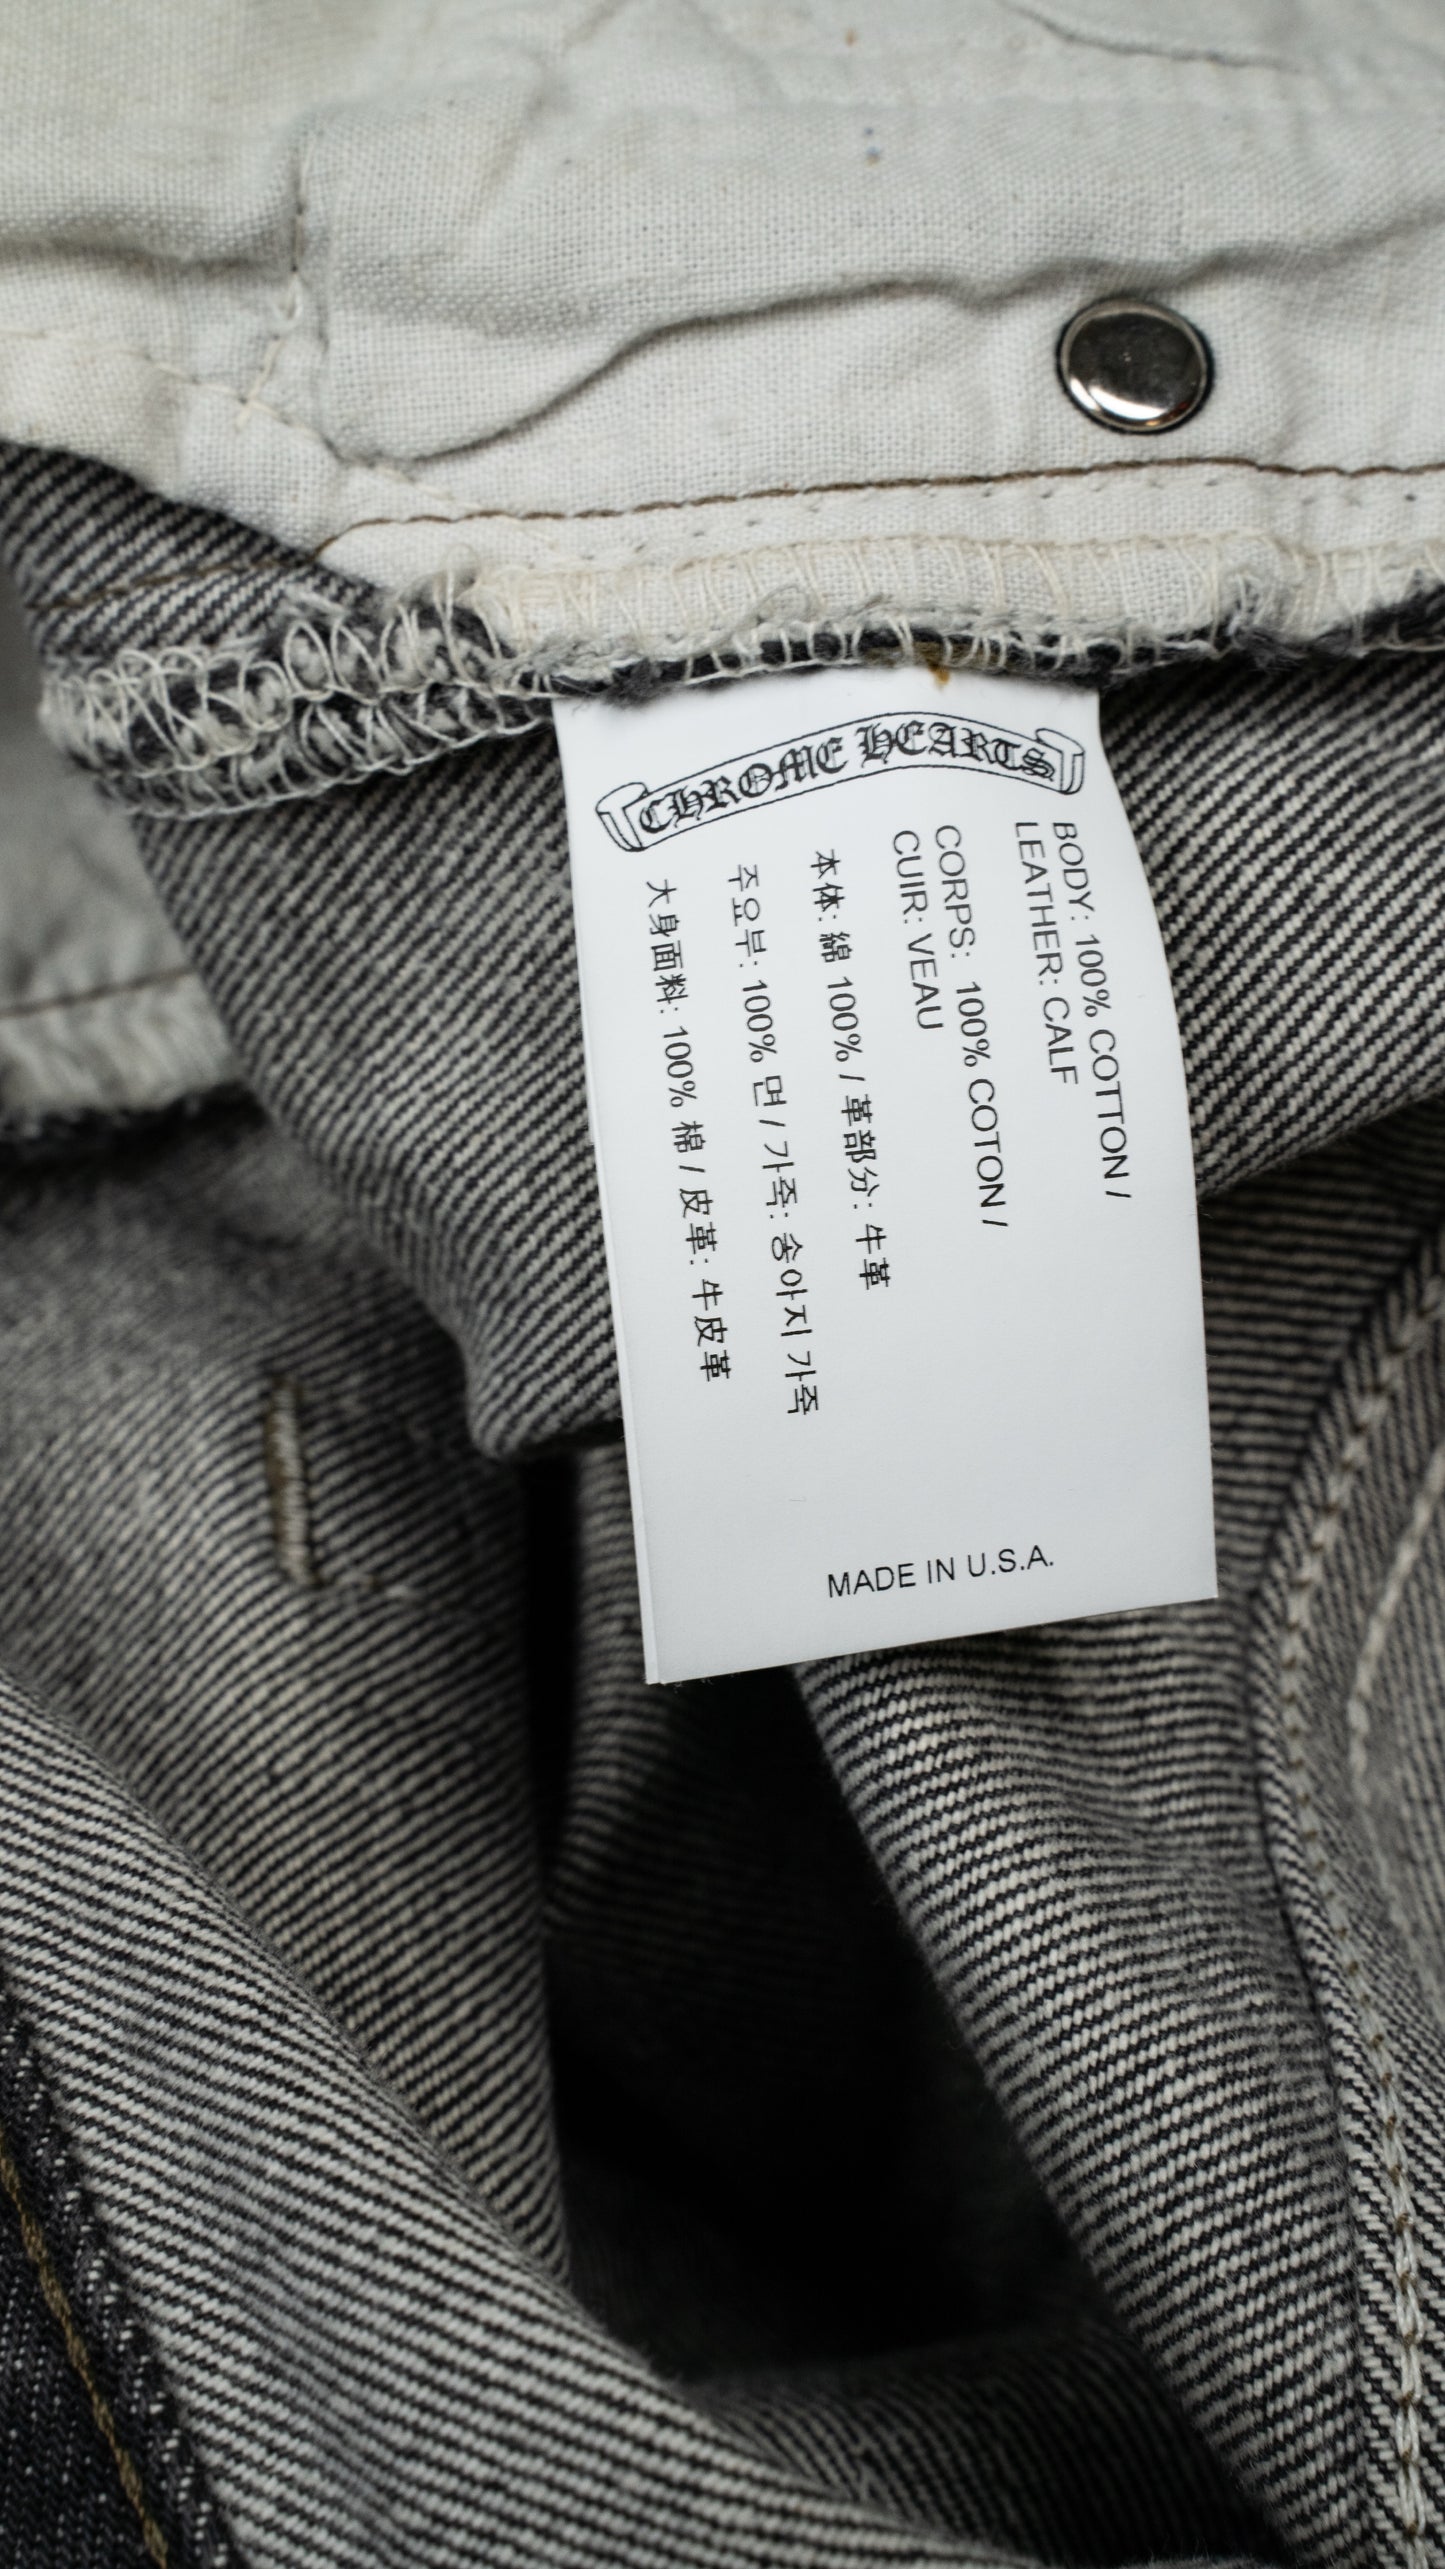 CHROME HEARTS
BODY: 100% COTTON /
LEATHER: CALF
CORPS: 100% COTON /
CUIR: VEAU
本体: 綿 100% / 革部分: 牛革
주요부: 100% 면 / 가죽: 송아지 가죽
大身面料: 100% 棉 / 皮革: 牛皮革
MADE IN U.S.A.